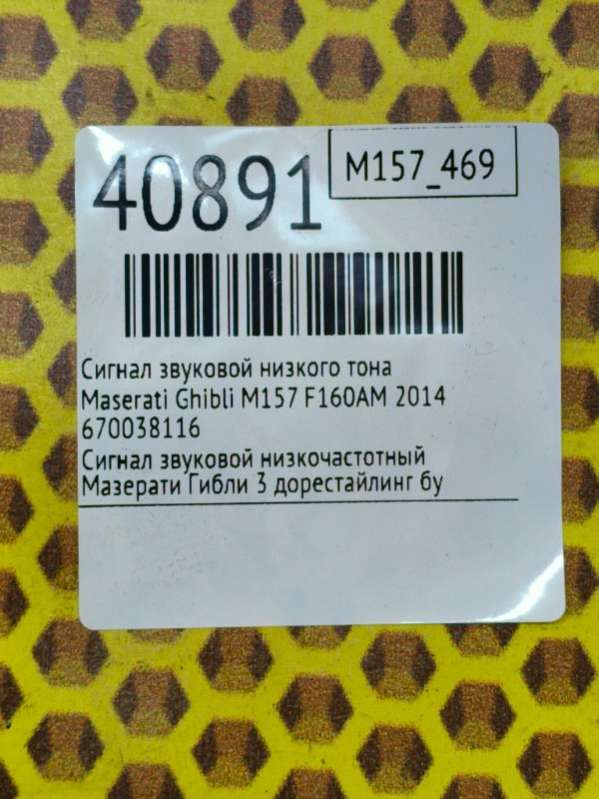 40891
M157_469
Сигнал звуковой низкого тона
Maserati Ghibli M157 F160AM 2014
670038116
Сигнал звуковой низкочастотный
Мазерати Гибли 3 дорестайлинг бу